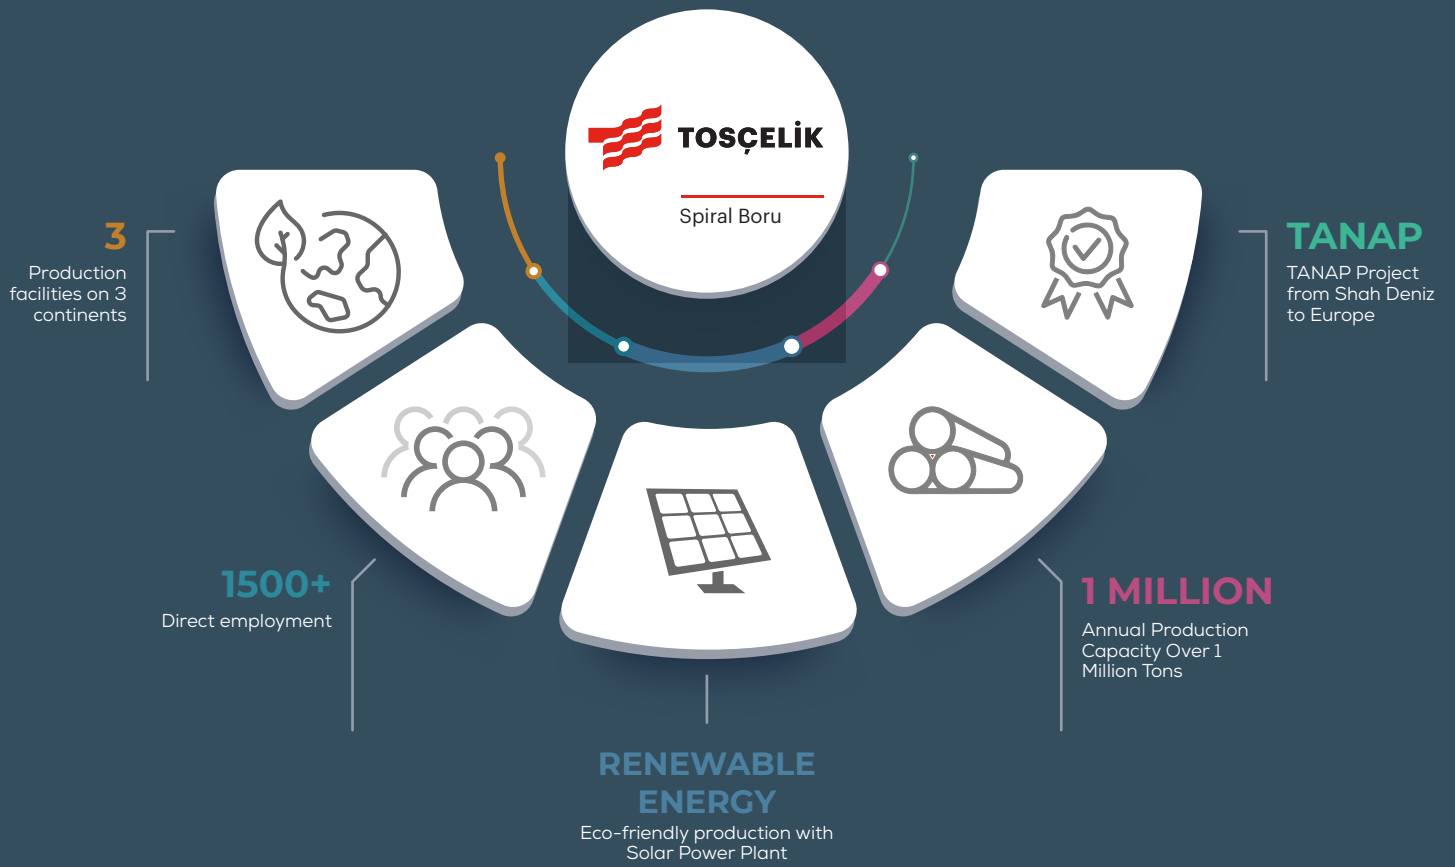 TOSÇELİK
Spiral Boru
3
Production
facilities on 3
continents
TANAP
TANAP Project
from Shah Deniz
to Europe
1500+
Direct employment
1 MILLION
Annual Production
Capacity Over 1
Million Tons
RENEWABLE
ENERGY
Eco-friendly production with
Solar Power Plant